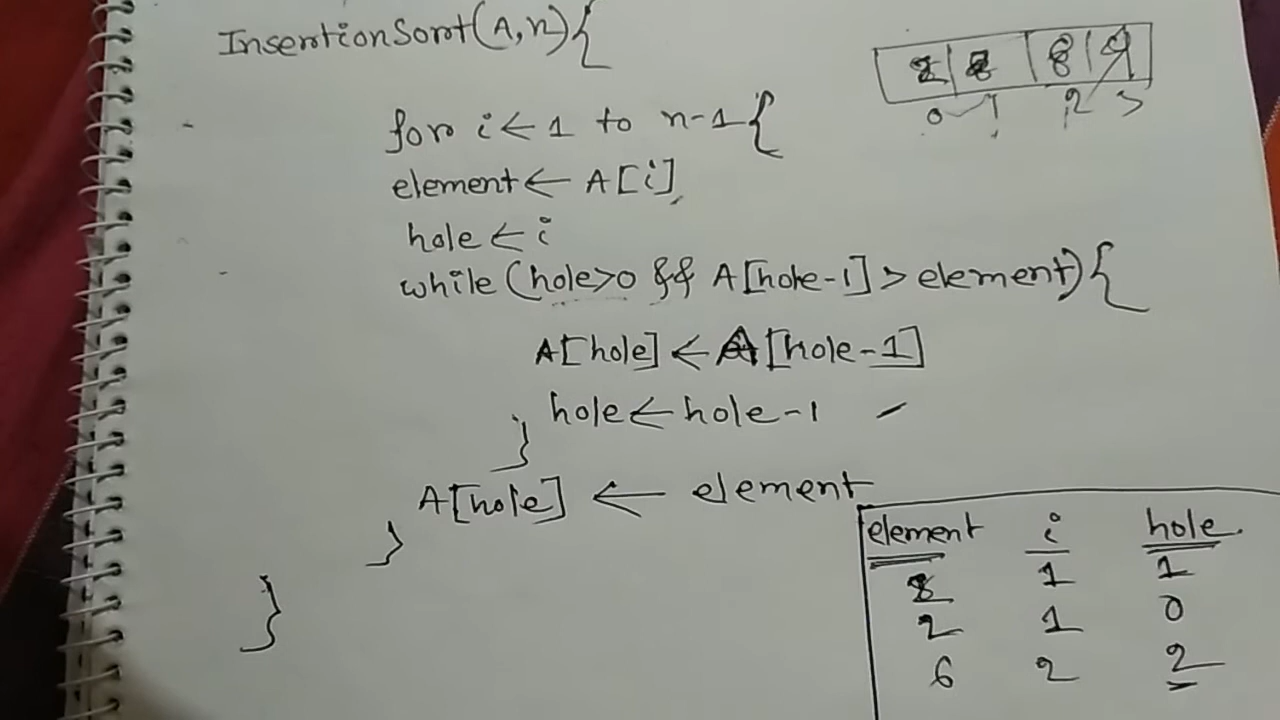 InsertionSort(A,n){
for i ← 1 to n-1{
element ← A[i]
hole ← i
while (hole>0 && A[hole-1] > element){
A[hole] ← A[hole-1]
hole ← hole-1
}
A[hole] ← element
}
}
0 1 2 3
element i hole
8 1 1
2 1 0
6 2 2